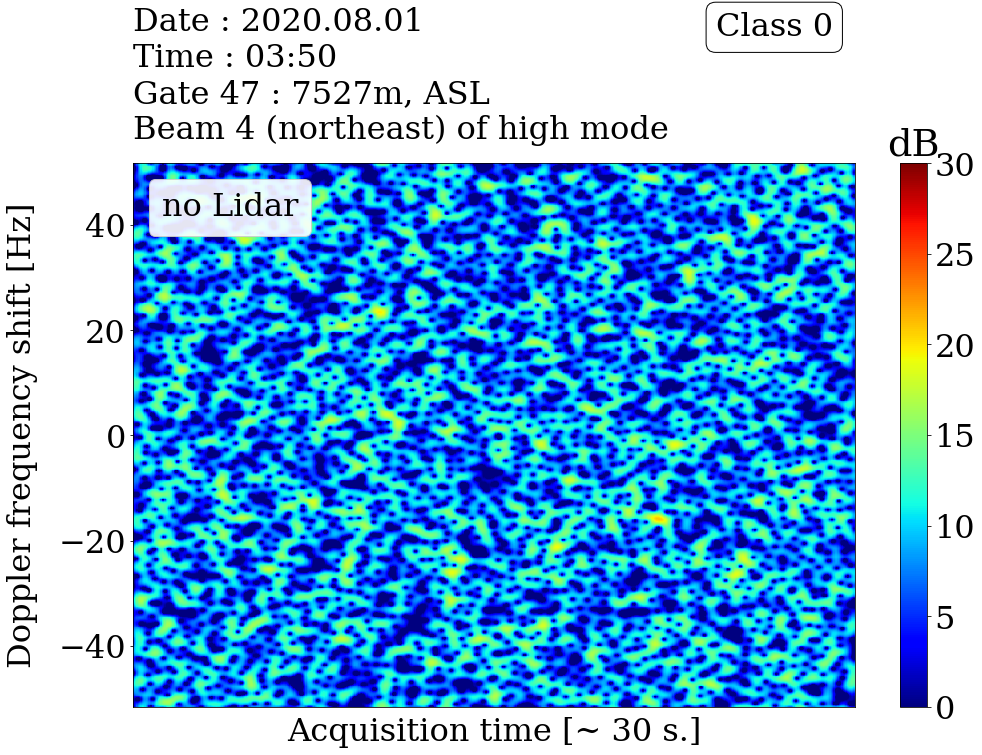 Date : 2020.08.01
Time : 03:50
Gate 47 : 7527m, ASL
Beam 4 (northeast) of high mode
Class 0
dB
no Lidar
Doppler frequency shift [Hz]
40
20
0
−20
−40
30
25
20
15
10
5
0
Acquisition time [~ 30 s.]